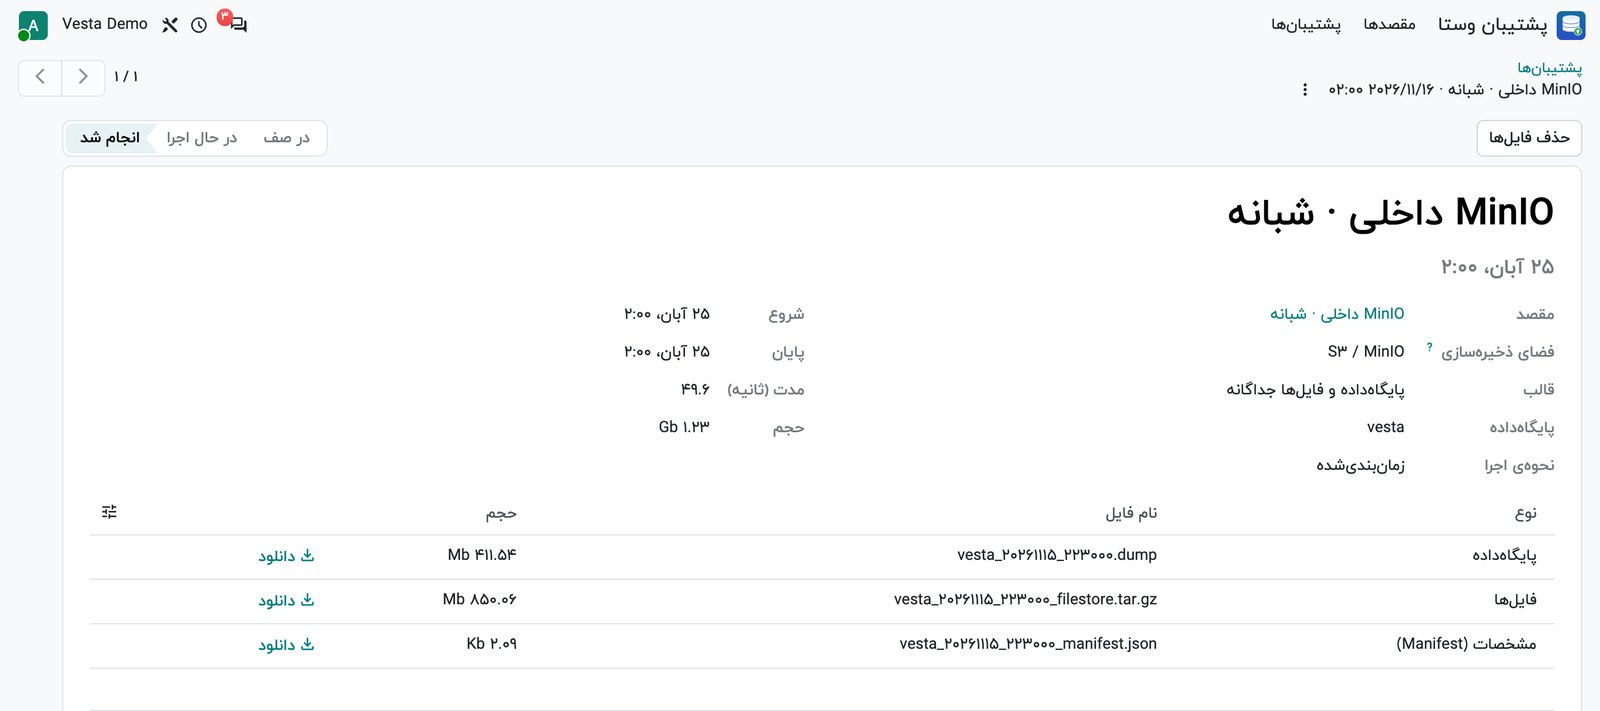 پشتیبان وستا مقصدها پشتیبان‌ها ۳ Vesta Demo A
پشتیبان‌ها
MinIO داخلی · شبانه · ۲۰۲۶/۱۱/۱۶ ۰۲:۰۰
۱ / ۱
حذف فایل‌ها
در صف در حال اجرا انجام شد
MinIO داخلی · شبانه
۲۵ آبان، ۲:۰۰
مقصد MinIO داخلی · شبانه
فضای ذخیره‌سازی ? S۳ / MinIO
قالب پایگاه‌داده و فایل‌ها جداگانه
پایگاه‌داده vesta
نحوه‌ی اجرا زمان‌بندی‌شده
شروع ۲۵ آبان، ۲:۰۰
پایان ۲۵ آبان، ۲:۰۰
مدت (ثانیه) ۴۹.۶
حجم ۱.۲۳ Gb
نوع نام فایل حجم
پایگاه‌داده vesta_۲۰۲۶۱۱۱۵_۲۲۳۰۰۰.dump ۴۱۱.۵۴ Mb دانلود
فایل‌ها vesta_۲۰۲۶۱۱۱۵_۲۲۳۰۰۰_filestore.tar.gz ۸۵۰.۰۶ Mb دانلود
مشخصات (Manifest) vesta_۲۰۲۶۱۱۱۵_۲۲۳۰۰۰_manifest.json ۲.۰۹ Kb دانلود